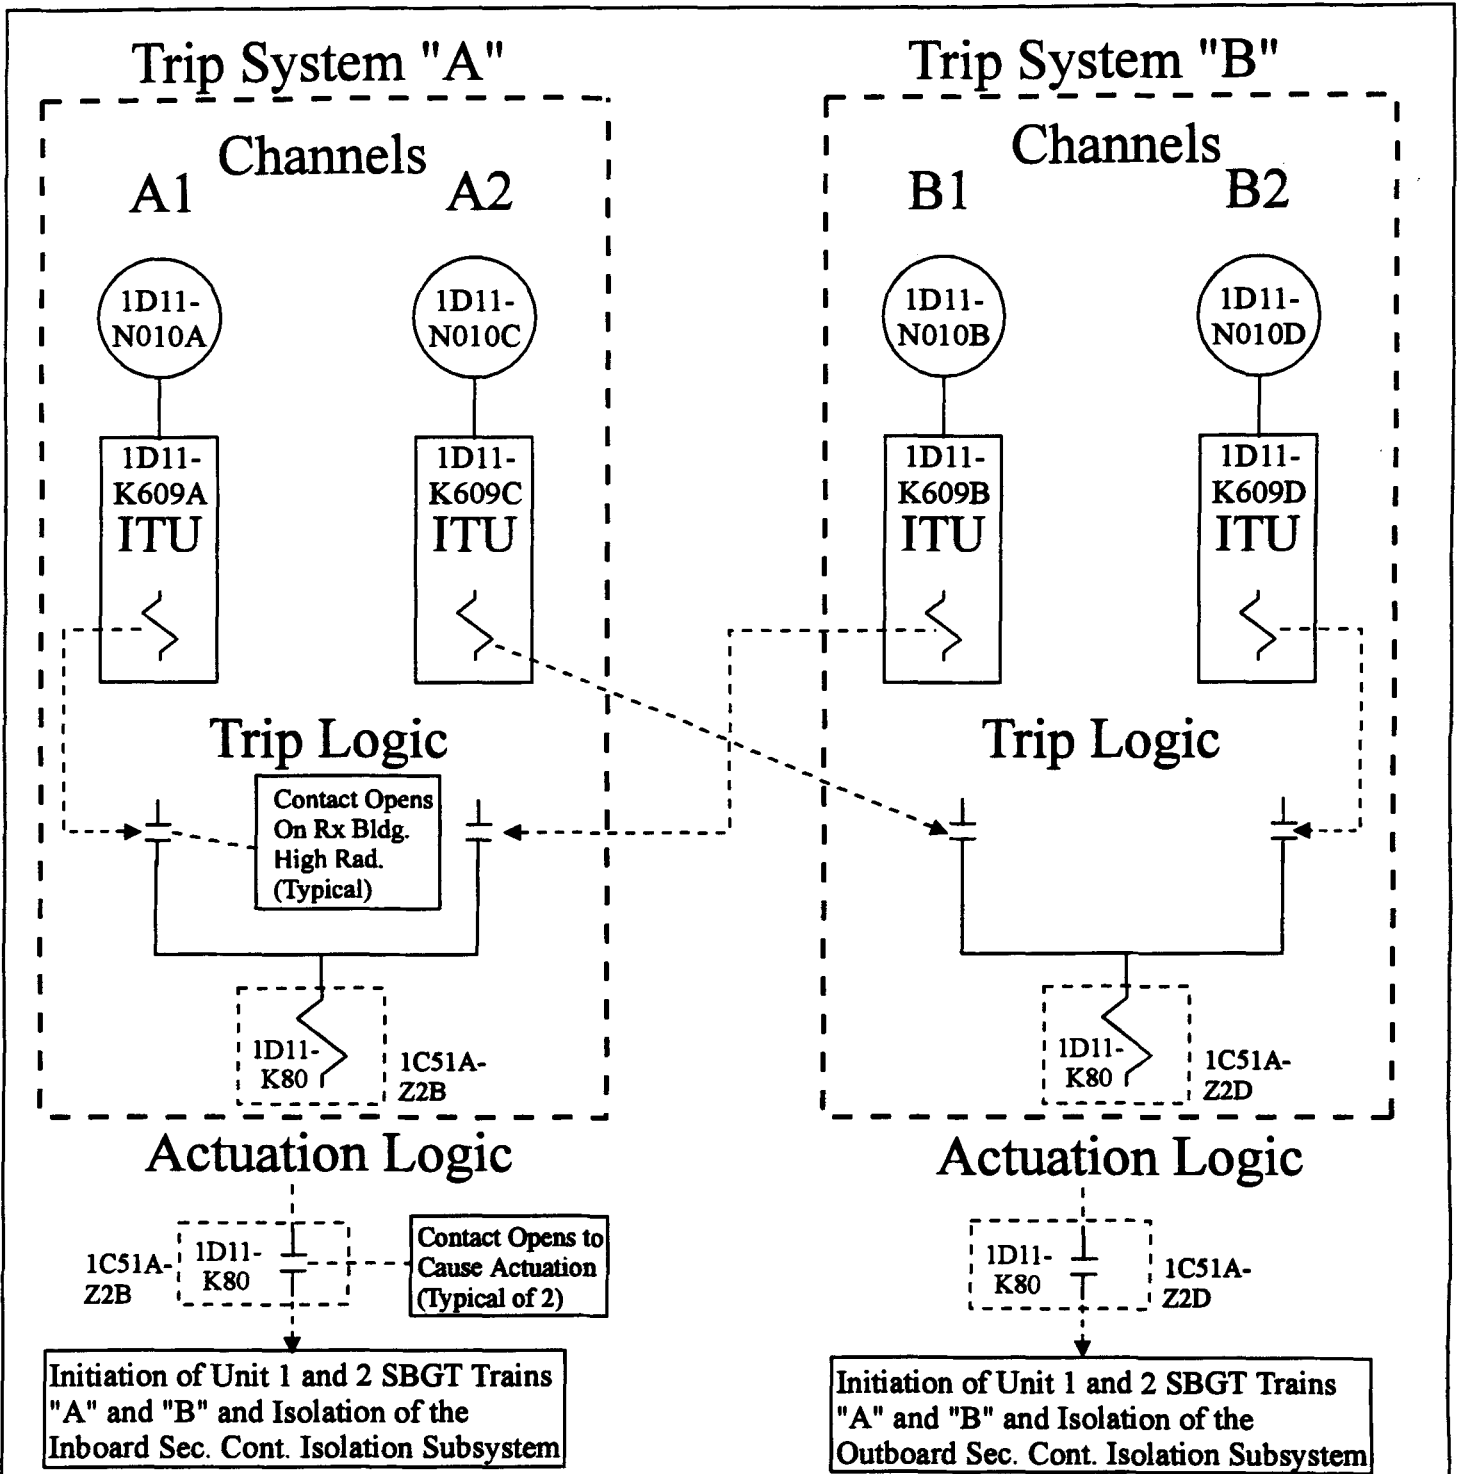 Trip System "A"
Channels
A1
A2
1D11-
N010A
1D11-
N010C
1D11-
K609A
ITU
1D11-
K609C
ITU
Trip Logic
Contact Opens
On Rx Bldg.
High Rad.
(Typical)
1D11-
K80
1C51A-
Z2B
Actuation Logic
1C51A-
Z2B
1D11-
K80
Contact Opens to
Cause Actuation
(Typical of 2)
Initiation of Unit 1 and 2 SBGT Trains
"A" and "B" and Isolation of the
Inboard Sec. Cont. Isolation Subsystem
Trip System "B"
Channels
B1
B2
1D11-
N010B
1D11-
N010D
1D11-
K609B
ITU
1D11-
K609D
ITU
Trip Logic
1D11-
K80
1C51A-
Z2D
Actuation Logic
1D11-
K80
1C51A-
Z2D
Initiation of Unit 1 and 2 SBGT Trains
"A" and "B" and Isolation of the
Outboard Sec. Cont. Isolation Subsystem